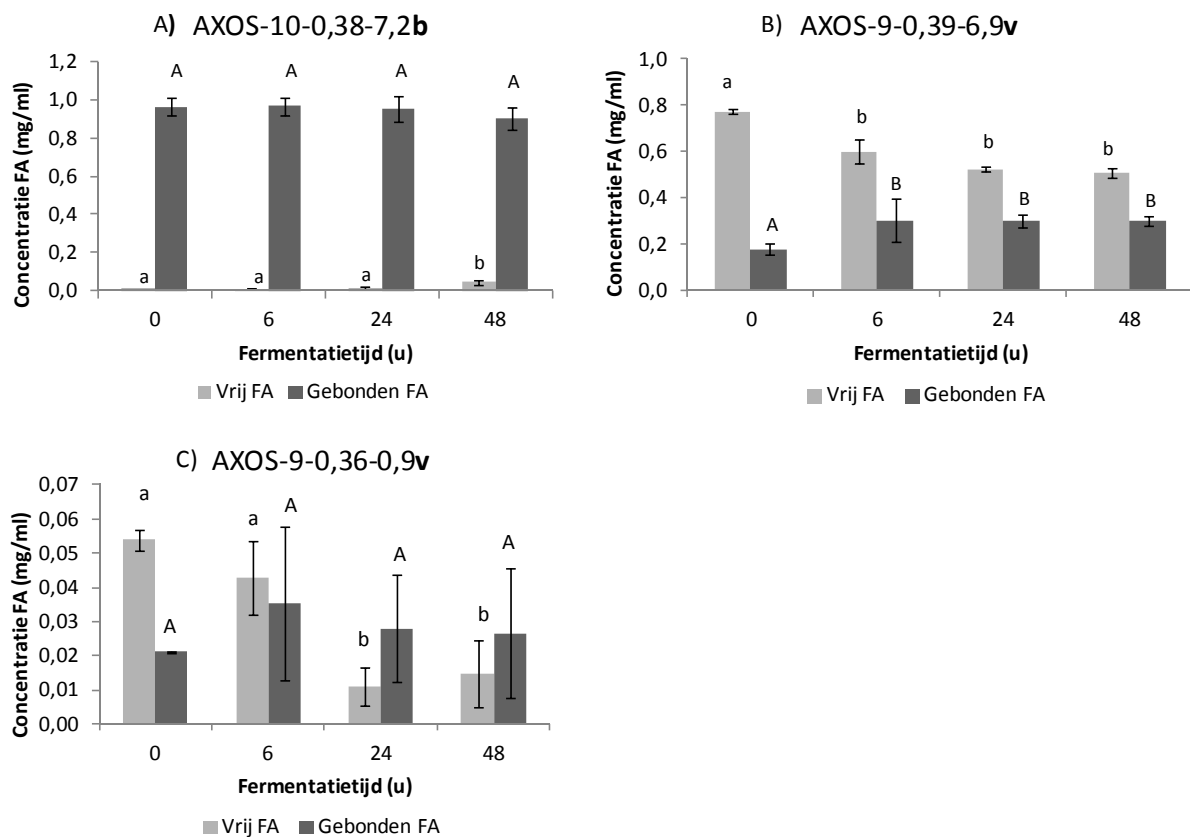 A) AXOS-10-0,38-7,2b
Concentratie FA (mg/ml)
1,2
1,0
0,8
0,6
0,4
0,2
0,0
A
A
A
A
a
a
a
b
0
6
24
48
Fermentatietijd (u)
Vrij FA
Gebonden FA
B) AXOS-9-0,39-6,9v
Concentratie FA (mg/ml)
1,0
0,8
0,6
0,4
0,2
0,0
a
b
b
b
A
B
B
B
0
6
24
48
Fermentatietijd (u)
Vrij FA
Gebonden FA
C) AXOS-9-0,36-0,9v
Concentratie FA (mg/ml)
0,07
0,06
0,05
0,04
0,03
0,02
0,01
0,00
a
A
a
A
b
A
b
A
0
6
24
48
Fermentatietijd (u)
Vrij FA
Gebonden FA